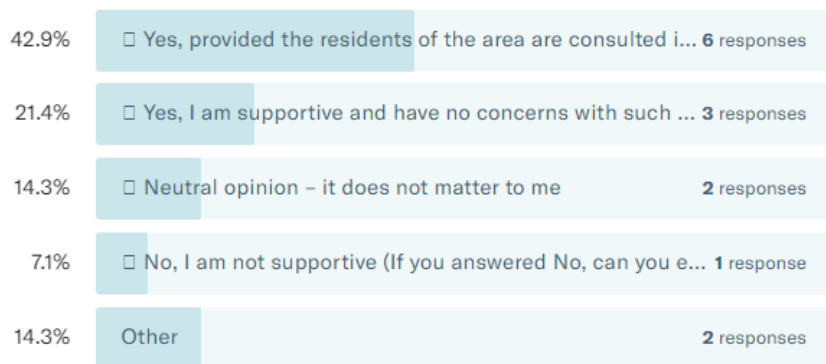 42.9% □ Yes, provided the residents of the area are consulted i... 6 responses
21.4% □ Yes, I am supportive and have no concerns with such ... 3 responses
14.3% □ Neutral opinion – it does not matter to me 2 responses
7.1% □ No, I am not supportive (If you answered No, can you e... 1 response
14.3% Other 2 responses